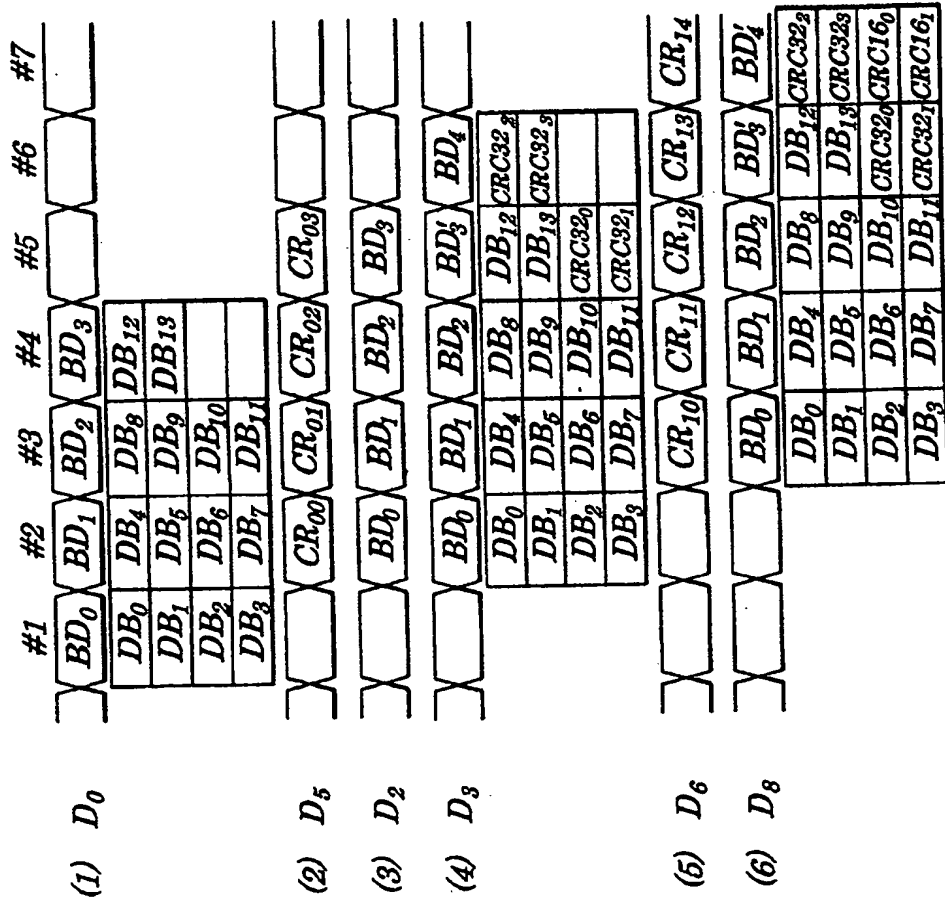 #1 #2 #3 #4 #5 #6 #7
(1) D₀ BD₀ BD₁ BD₂ BD₃
DB₀ DB₄ DB₈ DB₁₂
DB₁ DB₅ DB₉ DB₁₃
DB₂ DB₆ DB₁₀
DB₃ DB₇ DB₁₁
(2) D₅ CR₀₀ CR₀₁ CR₀₂ CR₀₃
(3) D₂ BD₀ BD₁ BD₂ BD₃
(4) D₃ BD₀ BD₁ BD₂ BD₃' BD₄
DB₀ DB₄ DB₈ DB₁₂ CRC32₂
DB₁ DB₅ DB₉ DB₁₃ CRC32₃
DB₂ DB₆ DB₁₀ CRC32₀
DB₃ DB₇ DB₁₁ CRC32₁
(5) D₆ CR₁₀ CR₁₁ CR₁₂ CR₁₃ CR₁₄
(6) D₈ BD₀ BD₁ BD₂ BD₃' BD₄'
DB₀ DB₄ DB₈ DB₁₂ CRC32₂
DB₁ DB₅ DB₉ DB₁₃ CRC32₃
DB₂ DB₆ DB₁₀ CRC32₀ CRC16₀
DB₃ DB₇ DB₁₁ CRC32₁ CRC16₁